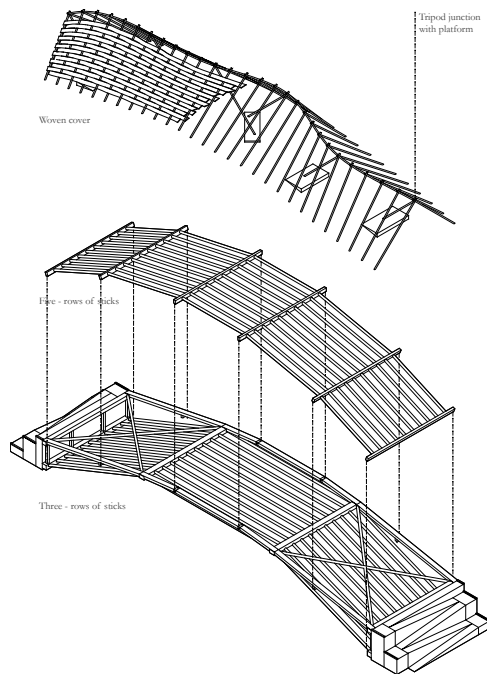 Tripod junction
with platform
Woven cover
Five - rows of sticks
Three - rows of sticks